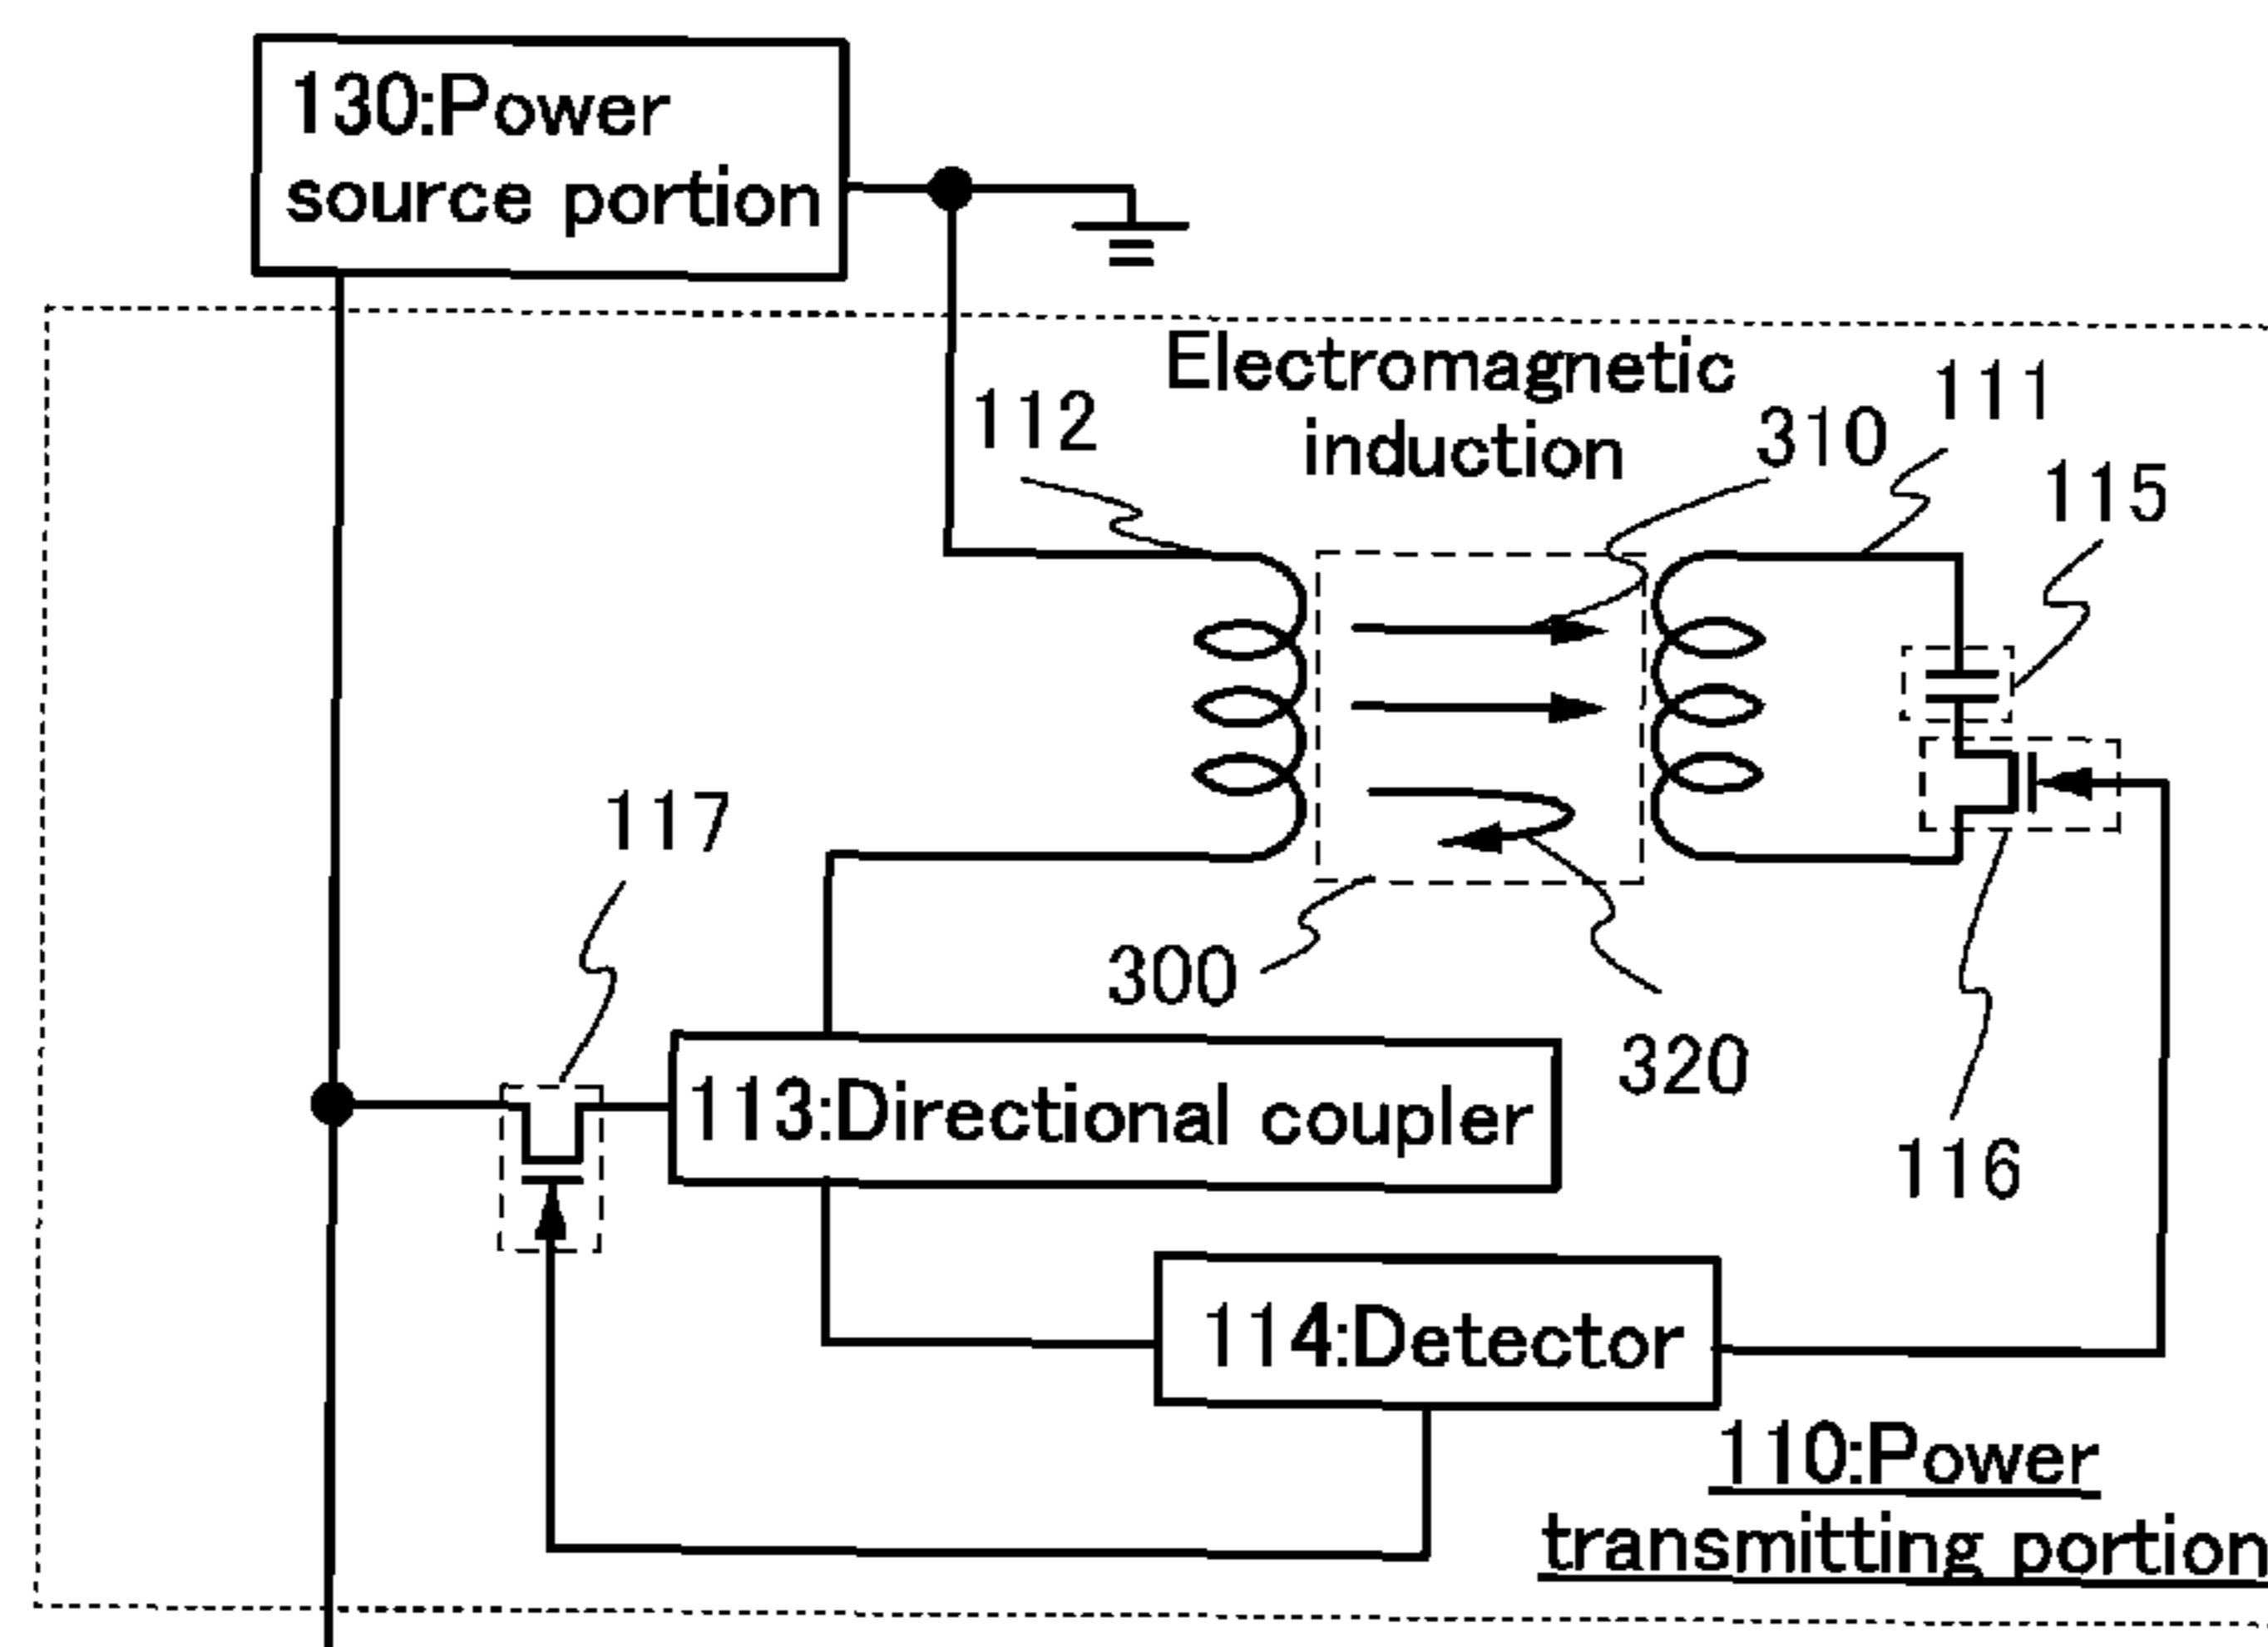 130:Power
source portion
Electromagnetic
induction
112
310
111
115
117
300
320
113:Directional coupler
116
114:Detector
110:Power
transmitting portion